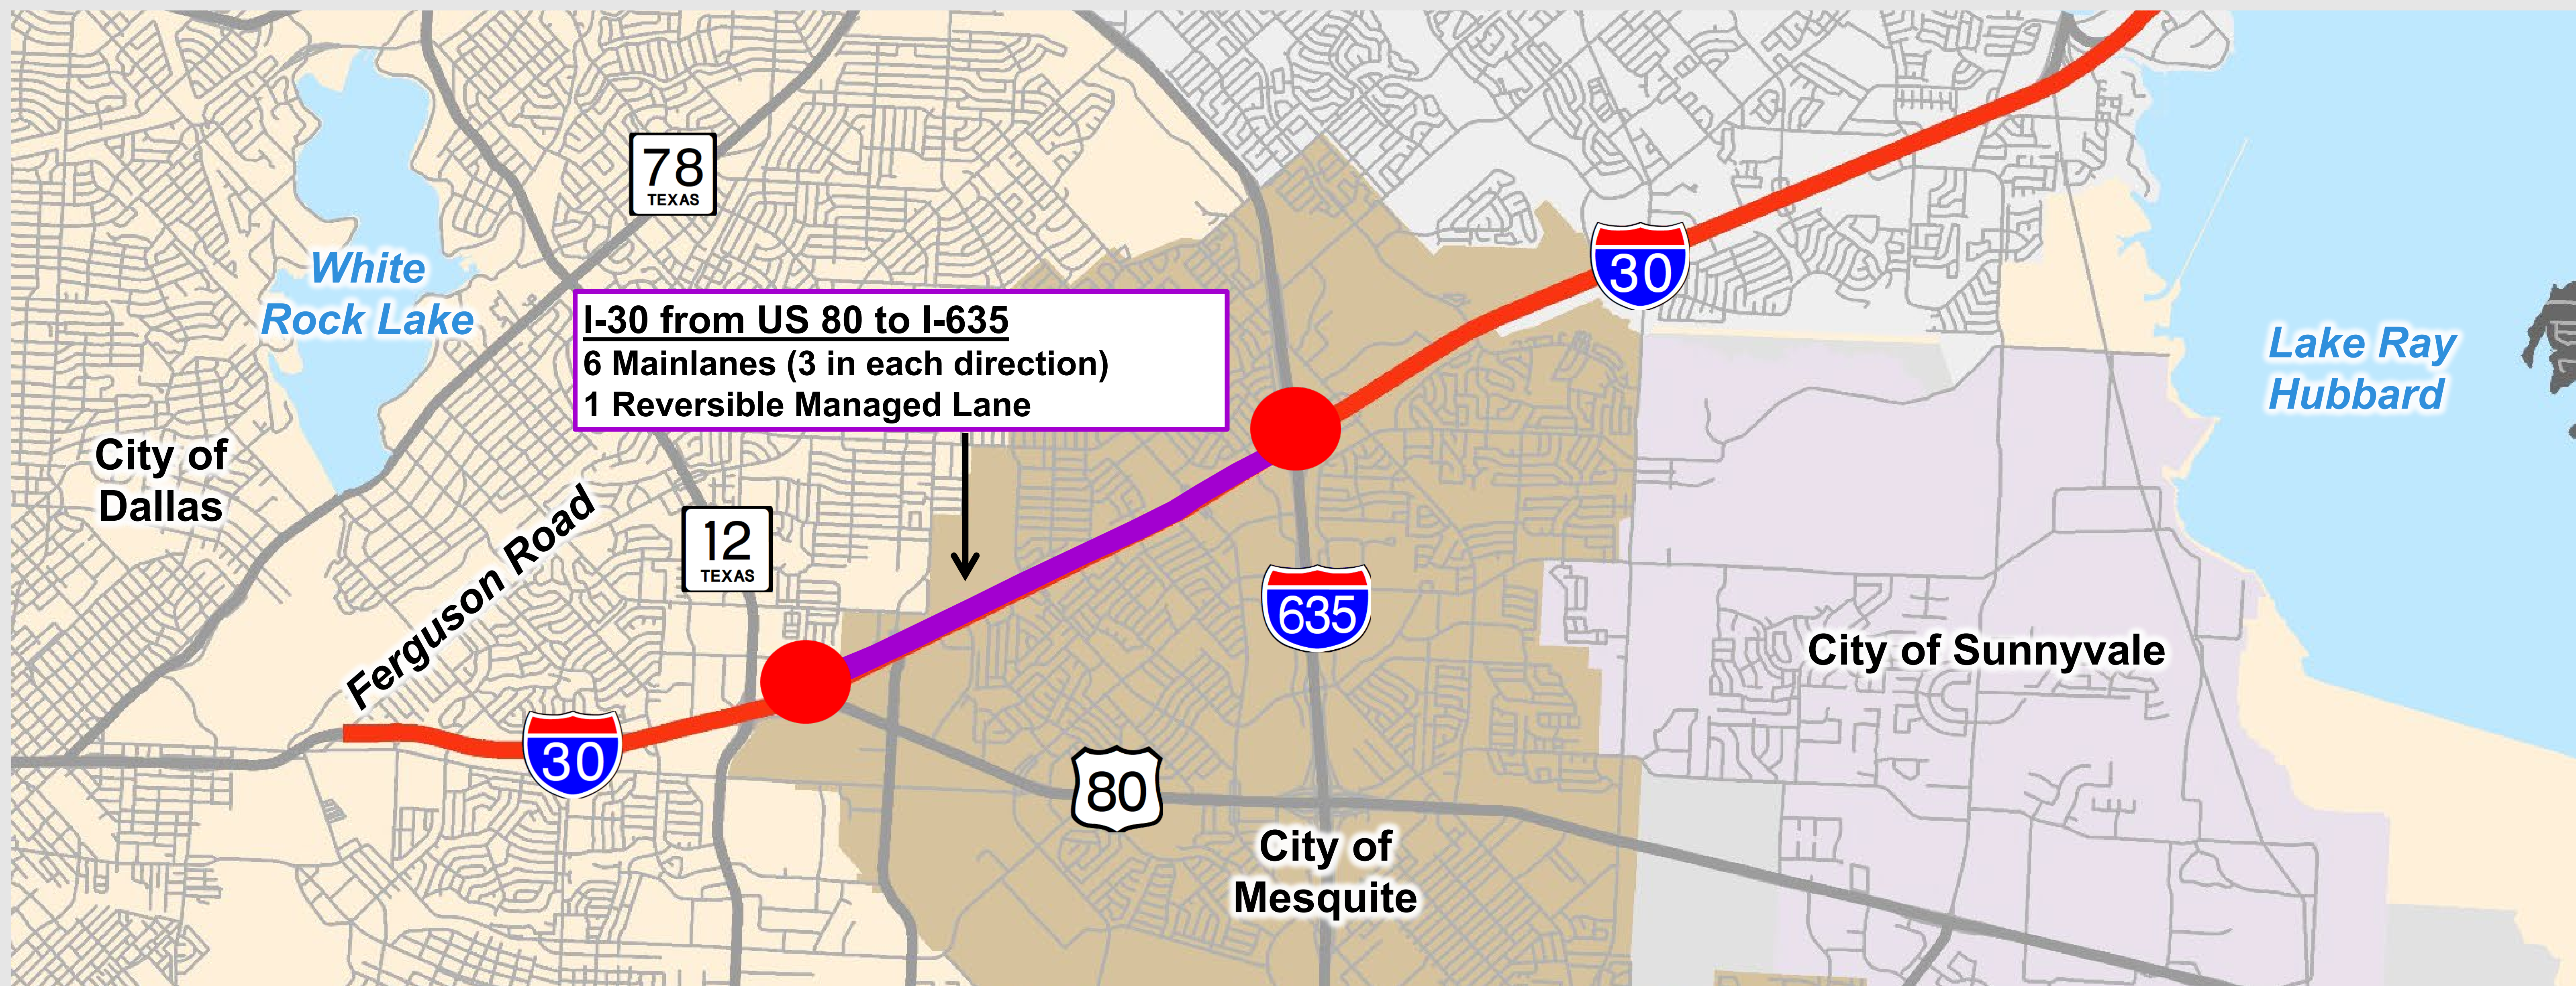 78
TEXAS
White
Rock Lake
30
I-30 from US 80 to I-635
6 Mainlanes (3 in each direction)
1 Reversible Managed Lane
Lake Ray
Hubbard
City of
Dallas
Ferguson Road
12
TEXAS
635
City of Sunnyvale
30
80
City of
Mesquite